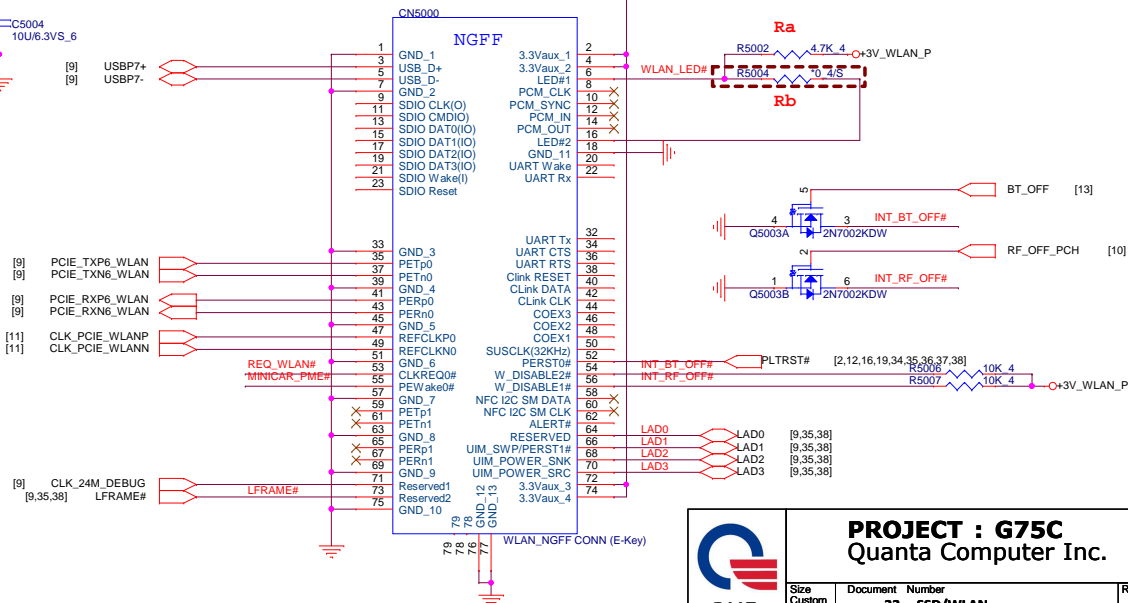 C5004
10U/6.3VS_6
CN5000
NGFF
1 GND_1
3 USB_D+
5 USB_D-
7 GND_2
9 SDIO CLK(O)
11 SDIO CMDIO)
13 SDIO DAT0(IO)
15 SDIO DAT1(IO)
17 SDIO DAT2(IO)
19 SDIO DAT3(IO)
21 SDIO Wake(I)
23 SDIO Reset
33 GND_3
35 PETp0
37 PETn0
39 GND_4
41 PERp0
43 PERn0
45 GND_5
47 REFCLKP0
49 REFCLKN0
51 GND_6
53 CLKREQ0#
55 PEWake0#
57 GND_7
59 PETp1
61 PETn1
63 GND_8
65 PERp1
67 PERn1
69 GND_9
71 Reserved1
73 Reserved2
75 GND_10
3.3Vaux_1 2
3.3Vaux_2 4
LED#1 6
PCM_CLK 8
PCM_SYNC 10
PCM_IN 12
PCM_OUT 14
LED#2 16
GND_11 18
UART Wake 20
UART Rx 22
UART Tx 32
UART CTS 34
UART RTS 36
Clink RESET 38
CLink DATA 40
CLink CLK 42
COEX3 44
COEX2 46
COEX1 48
SUSCLK(32KHz) 50
PERST0# 52
W_DISABLE2# 54
W_DISABLE1# 56
NFC I2C SM DATA 58
NFC I2C SM CLK 60
ALERT# 62
RESERVED 64
UIM_SWP/PERST1# 66
UIM_POWER_SNK 68
UIM_POWER_SRC 70
3.3Vaux_3 72
3.3Vaux_4 74
79 78 GND_12 GND_13
79 78 76 77
WLAN_NGFF CONN (E-Key)
[9] USBP7+
[9] USBP7-
[9] PCIE_TXP6_WLAN
[9] PCIE_TXN6_WLAN
[9] PCIE_RXP6_WLAN
[9] PCIE_RXN6_WLAN
[11] CLK_PCIE_WLANP
[11] CLK_PCIE_WLANN
REQ_WLAN#
MINICAR_PME#
[9] CLK_24M_DEBUG
[9,35,38] LFRAME#
LFRAME#
Ra
R5002 4.7K_4 +3V_WLAN_P
WLAN_LED#
R5004 *0_4/S
Rb
5 BT_OFF [13]
4 3 INT_BT_OFF#
Q5003A 2N7002KDW
2 RF_OFF_PCH [10]
1 6 INT_RF_OFF#
Q5003B 2N7002KDW
INT_BT_OFF# PLTRST# [2,12,16,19,34,35,36,37,38]
INT_RF_OFF#
R5006 10K_4
R5007 10K_4 +3V_WLAN_P
LAD0 LAD0 [9,35,38]
LAD1 LAD1 [9,35,38]
LAD2 LAD2 [9,35,38]
LAD3 LAD3 [9,35,38]
PROJECT : G75C
Quanta Computer Inc.
Size Document Number
Custom